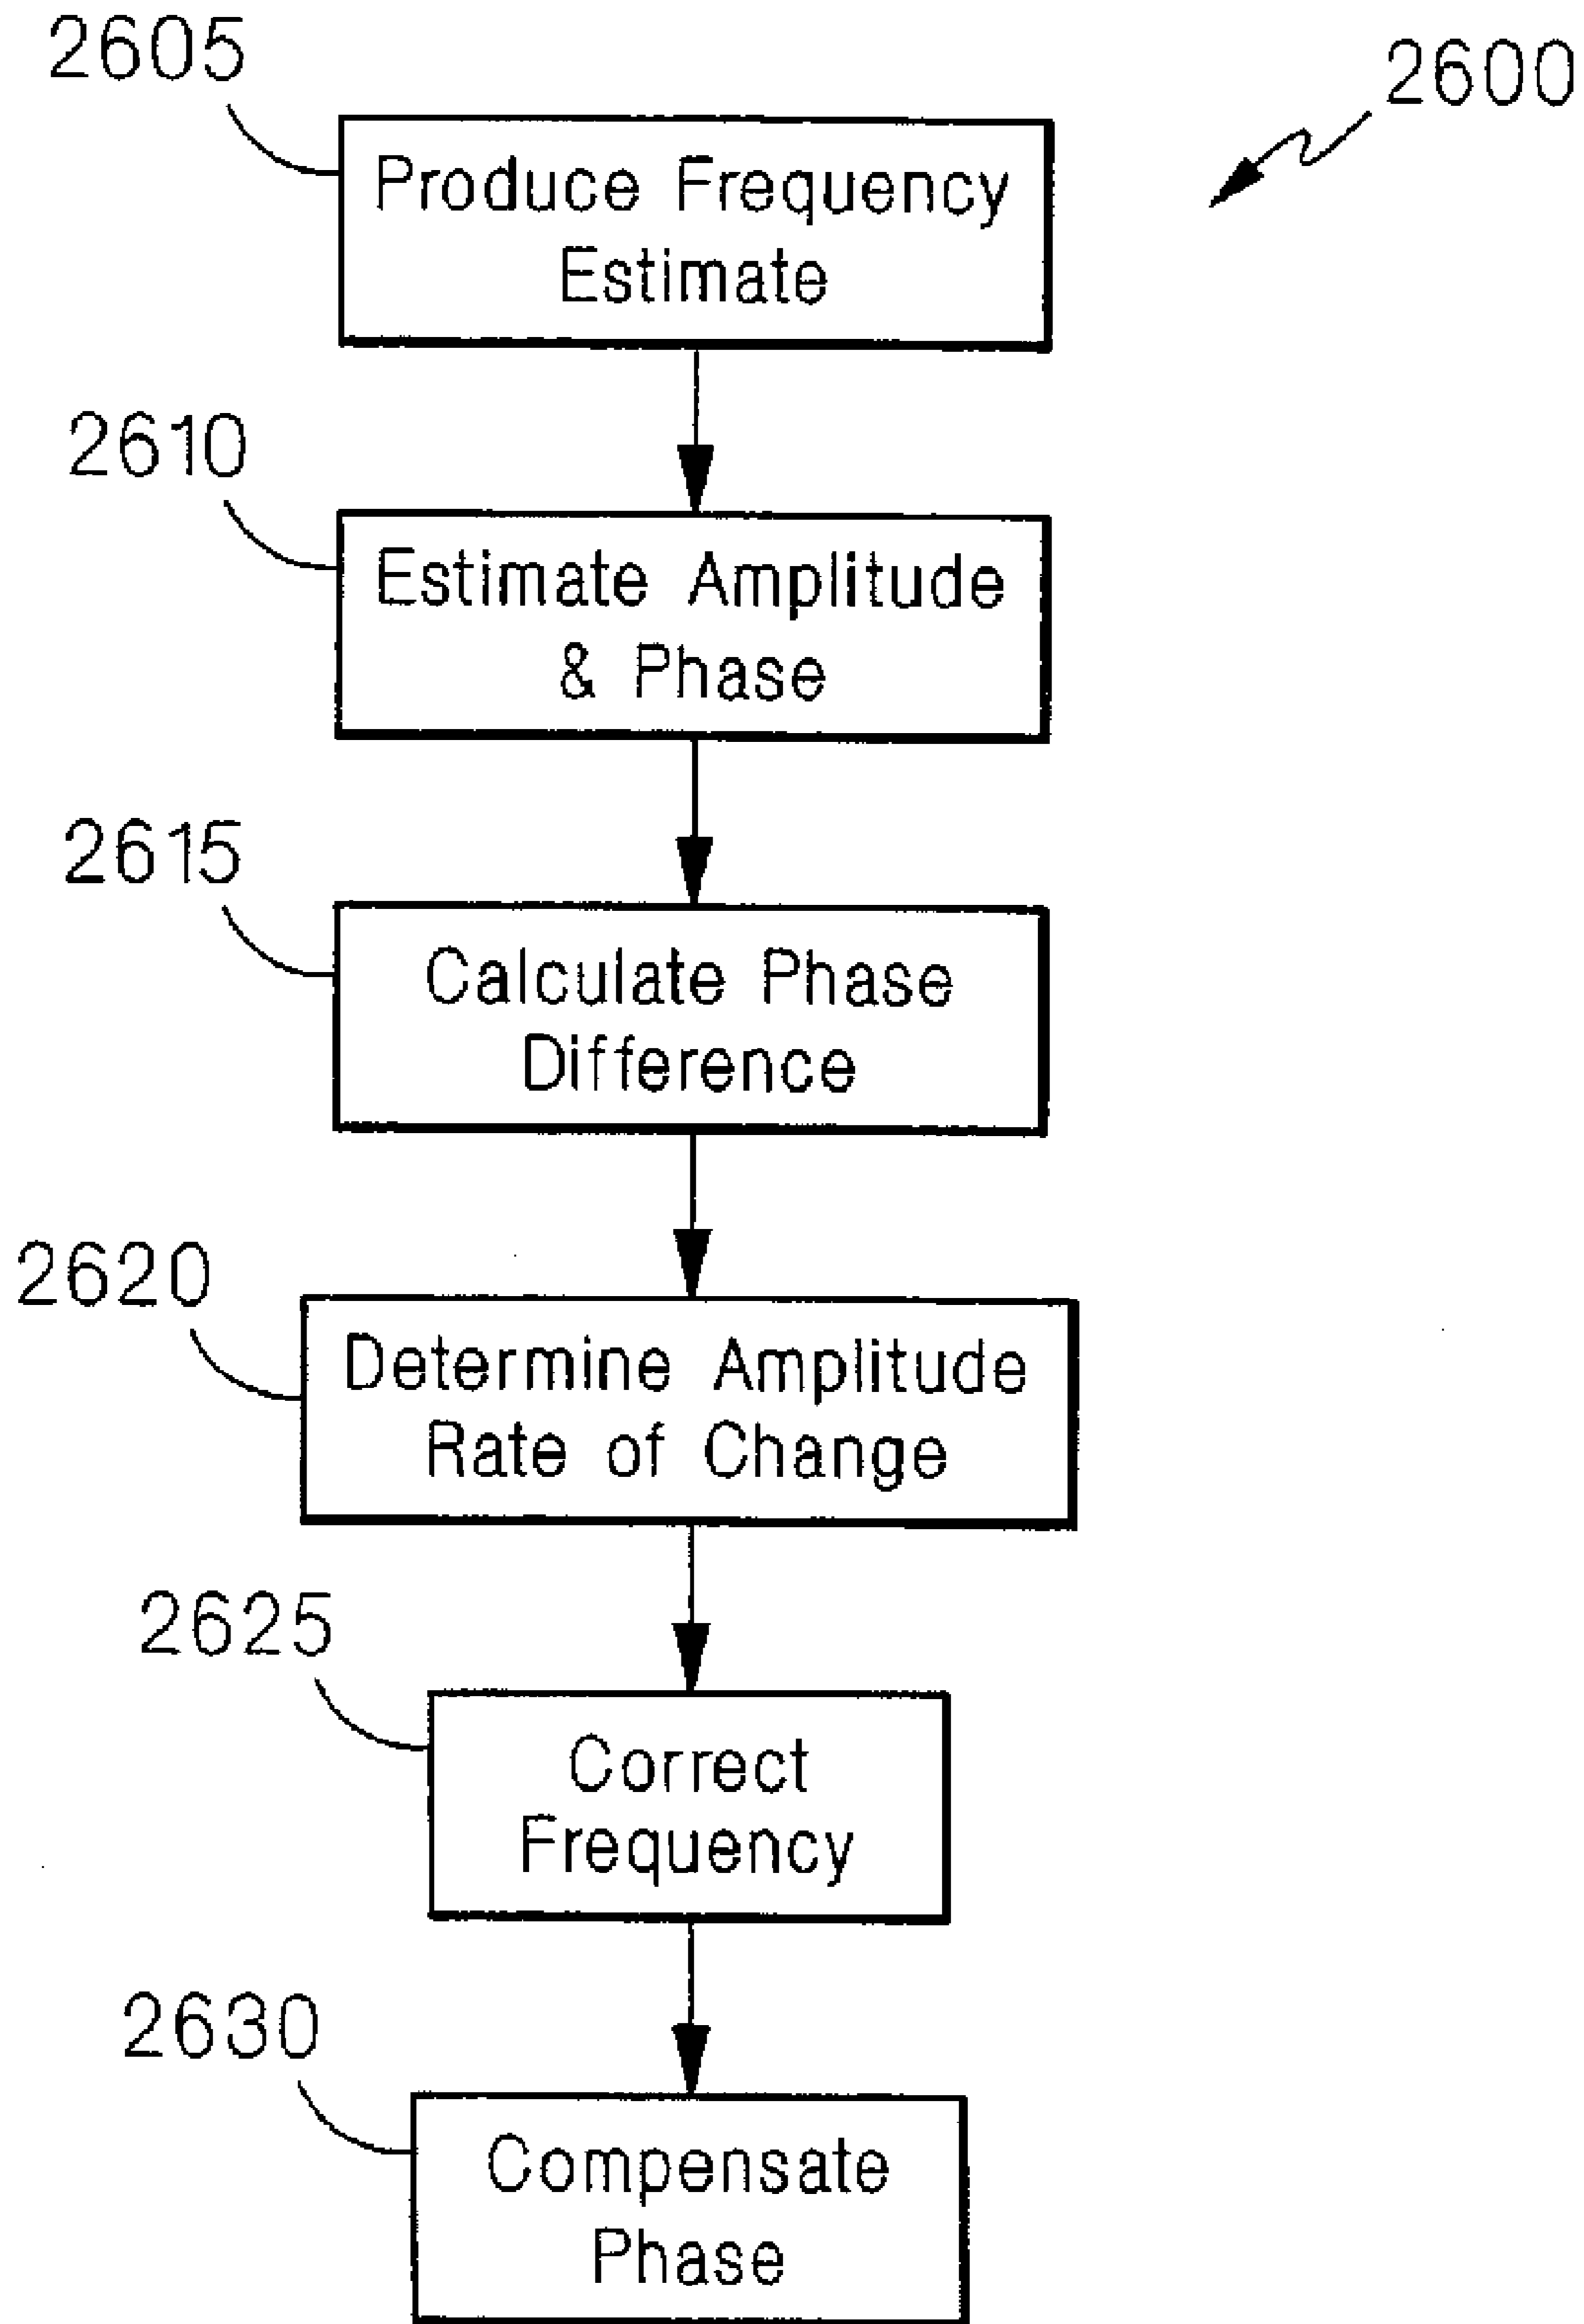 2605
2600
Produce Frequency
Estimate
2610
Estimate Amplitude
& Phase
2615
Calculate Phase
Difference
2620
Determine Amplitude
Rate of Change
2625
Correct
Frequency
2630
Compensate
Phase